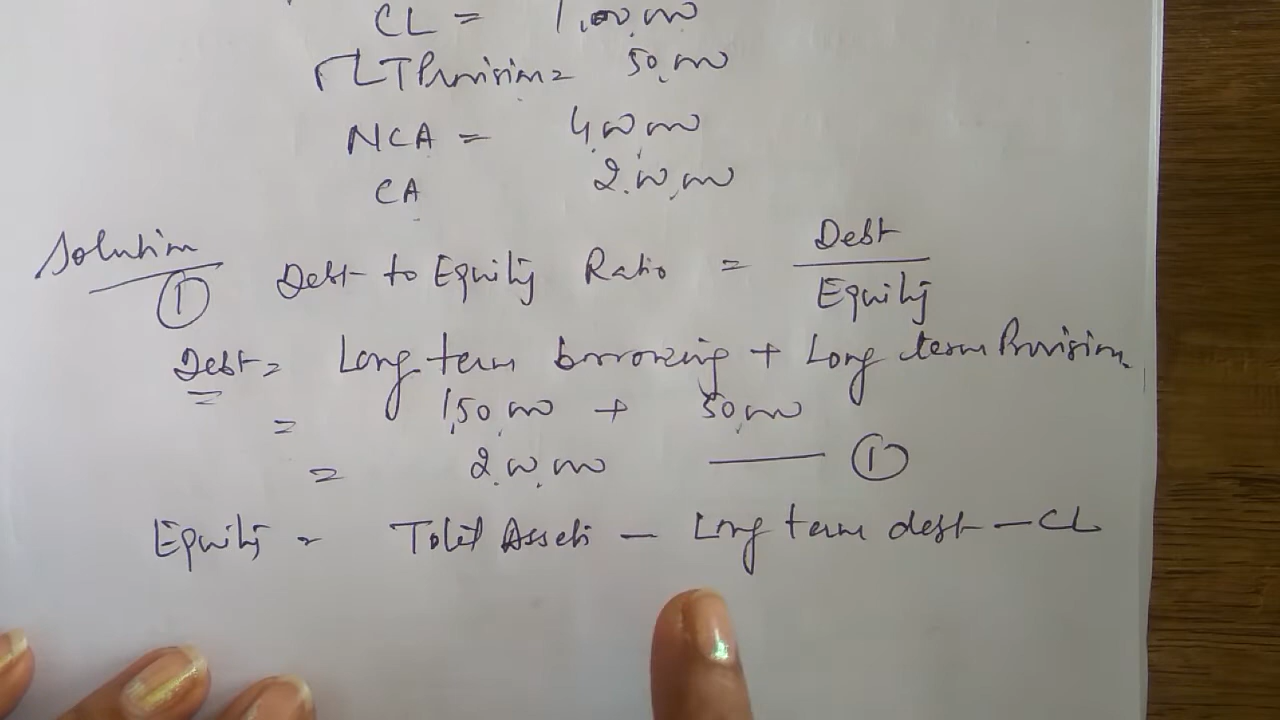 CL = 1,00,000
LT Provision = 50,000
NCA = 4,00,000
CA 2,00,000
Solution
① Debt to Equity Ratio = Debt / Equity
Debt = Long term borrowing + Long term Provision
= 1,50,000 + 50,000
= 2,00,000 —— ①
Equity = Total Assets — Long term debt — CL